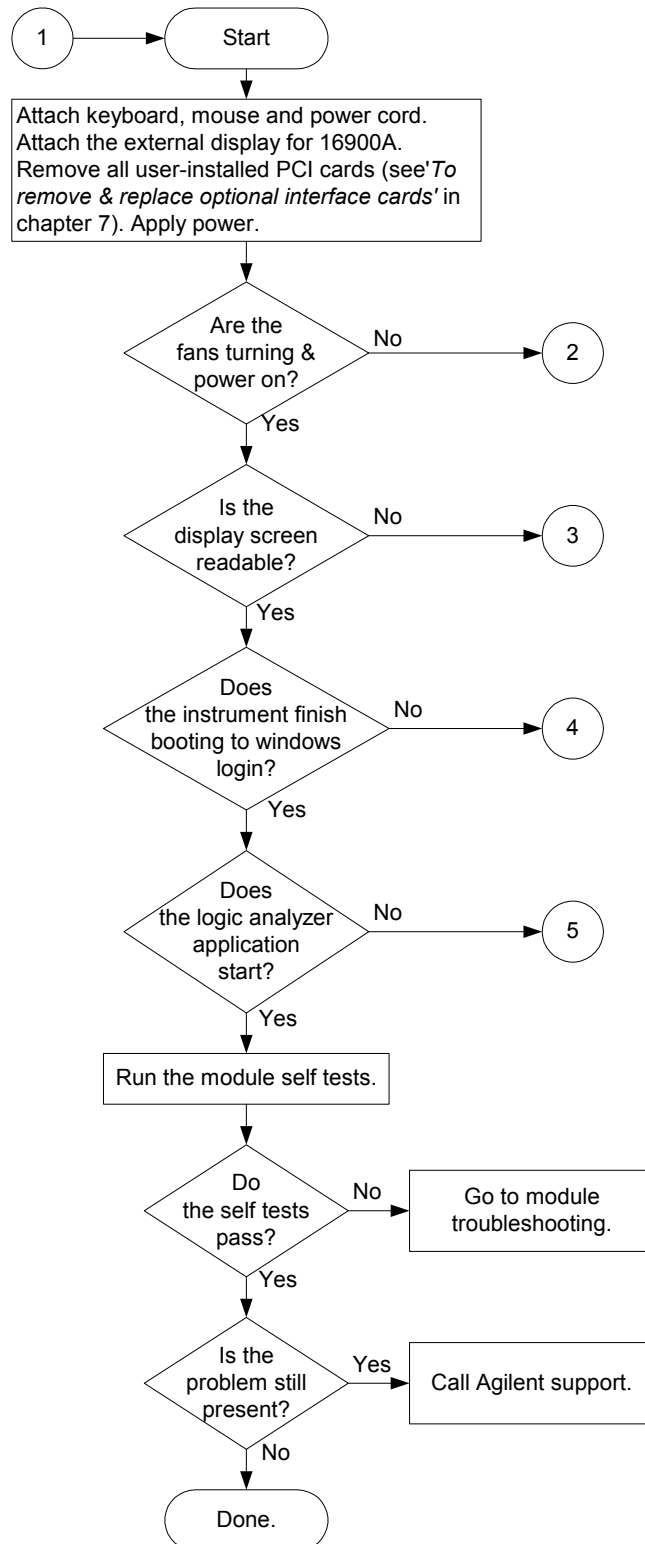 1
Start
Attach keyboard, mouse and power cord.
Attach the external display for 16900A.
Remove all user-installed PCI cards (see'To
remove & replace optional interface cards' in
chapter 7). Apply power.
Are the
fans turning &
power on?
No
2
Yes
Is the
display screen
readable?
No
3
Yes
Does
the instrument finish
booting to windows
login?
No
4
Yes
Does
the logic analyzer
application
start?
No
5
Yes
Run the module self tests.
Do
the self tests
pass?
No
Go to module
troubleshooting.
Yes
Is the
problem still
present?
Yes
Call Agilent support.
No
Done.